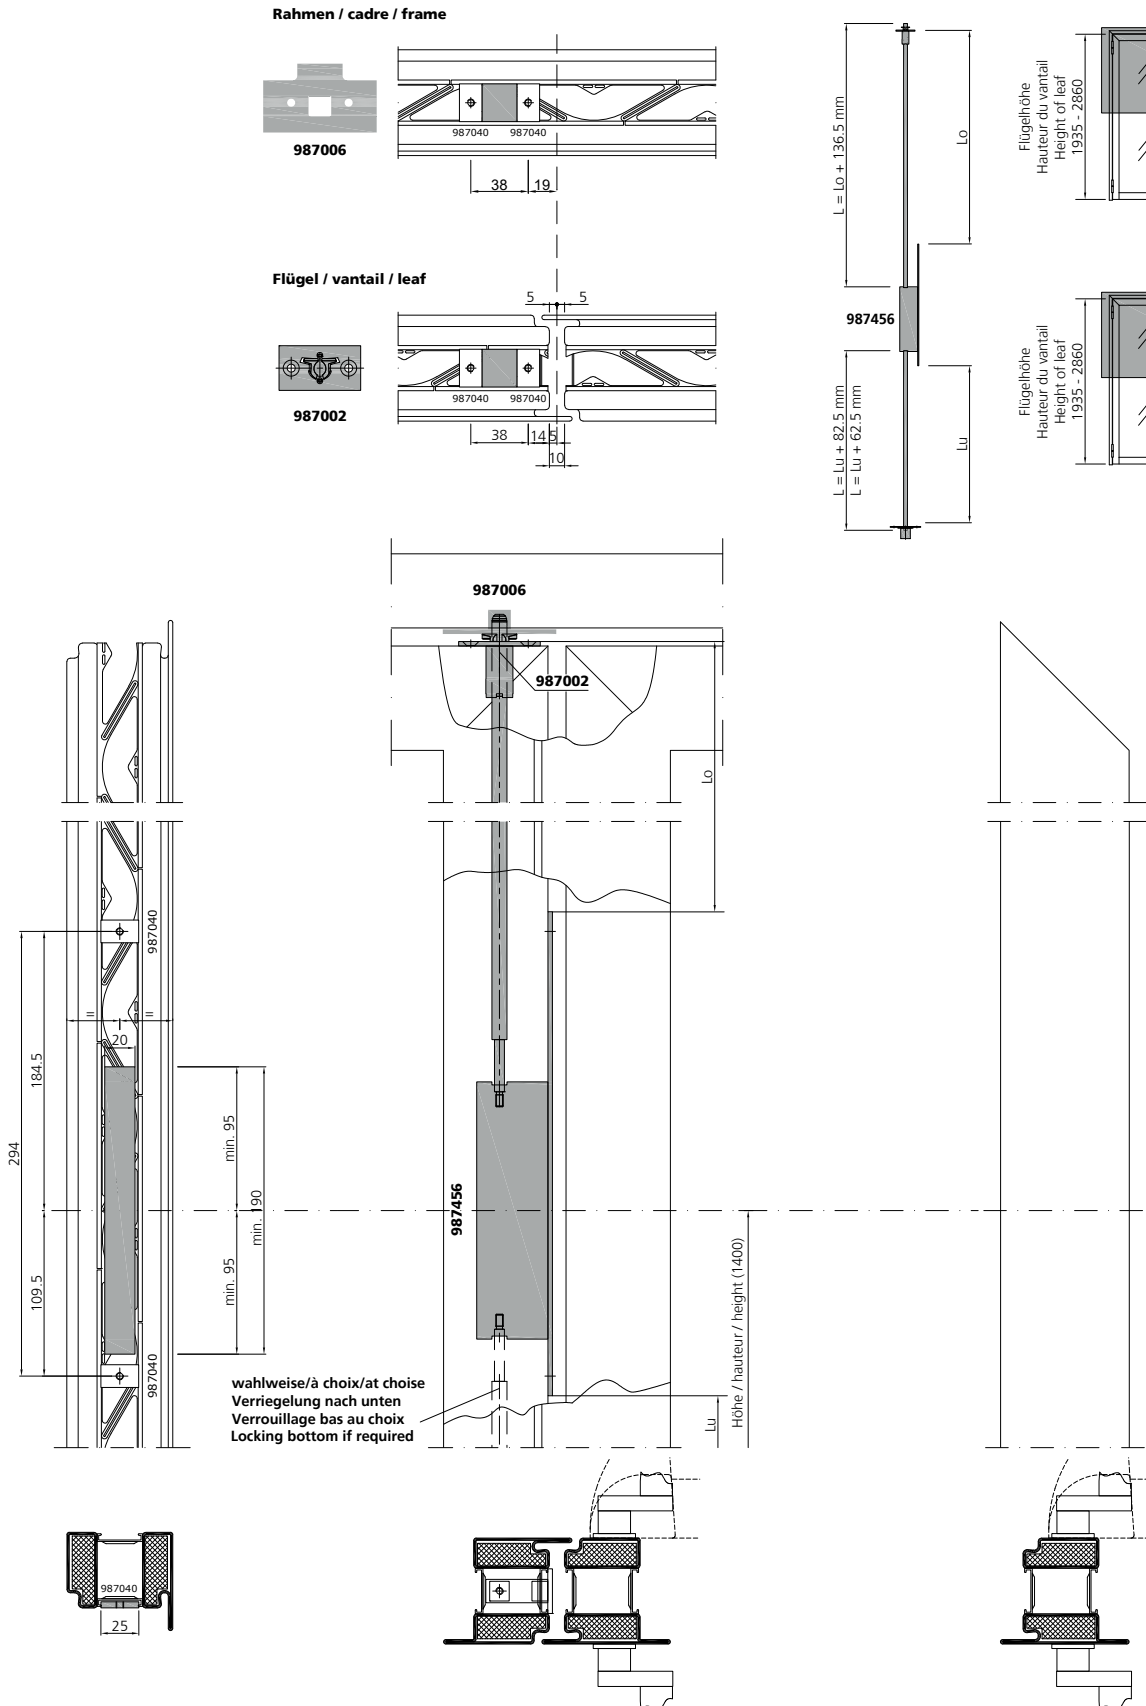 Rahmen / cadre / frame
987006
987040 987040
38 19
L = Lo + 136.5 mm
Lo
Flügelhöhe
Hauteur du vantail
Height of leaf
1935 - 2860
Flügel / vantail / leaf
5 5
987002
987040 987040
38 14 5
10
987456
L = Lu + 82.5 mm
L = Lu + 62.5 mm
Lu
Flügelhöhe
Hauteur du vantail
Height of leaf
1935 - 2860
987006
987002
Lo
987040
= =
20
184.5
294
109.5
min. 95
min. 190
min. 95
987040
987456
Höhe / hauteur / height (1400)
Lu
wahlweise/à choix/at choise
Verriegelung nach unten
Verrouillage bas au choix
Locking bottom if required
987040
25